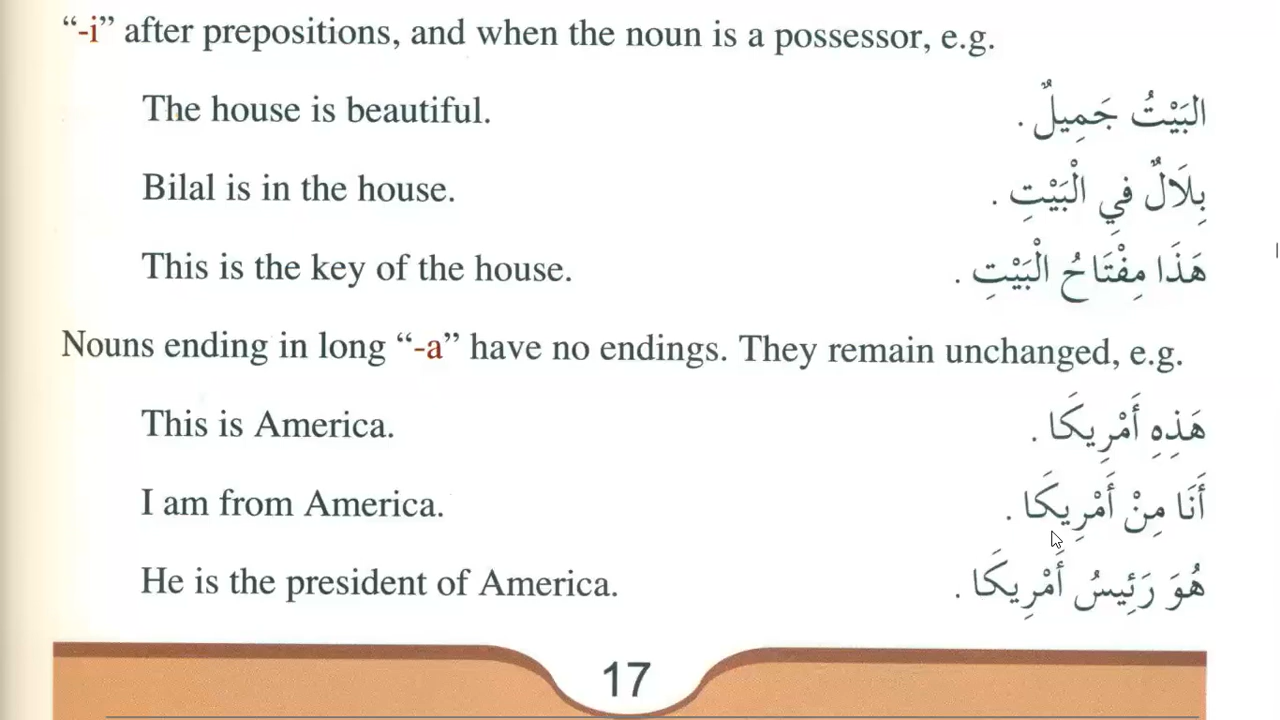 “-i” after prepositions, and when the noun is a possessor, e.g.
The house is beautiful. البَيْتُ جَمِيلٌ .
Bilal is in the house. بِلَالٌ فِي الْبَيْتِ .
This is the key of the house. هَذَا مِفْتَاحُ الْبَيْتِ .
Nouns ending in long “-a” have no endings. They remain unchanged, e.g.
This is America. هَذِهِ أَمْرِيكَا .
I am from America. أَنَا مِنْ أَمْرِيكَا .
He is the president of America. هُوَ رَئِيسُ أَمْرِيكَا .
17